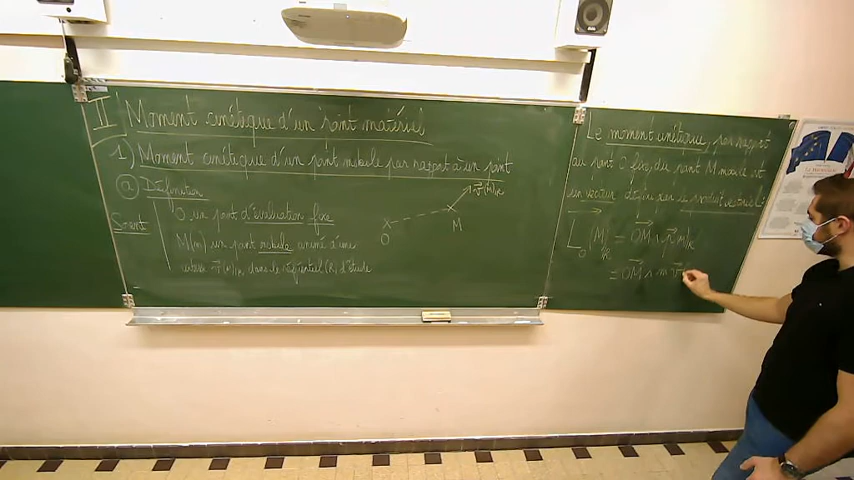 II Moment cinétique d'un point matériel
1) Moment cinétique d'un point mobile par rapport à un point
a) Définition
Soient
O un point d'évaluation fixe
M(m) un point mobile animé d'une
vitesse v(M)/R, dans le référentiel (R) d'étude
O
M
v(M)/R
Le moment cinétique, par rapport
au point O fixe, du point M mobile est
un vecteur défini par le produit vectoriel:
L_O(M)/R = OM ∧ p(M)/R
= OM ∧ m v